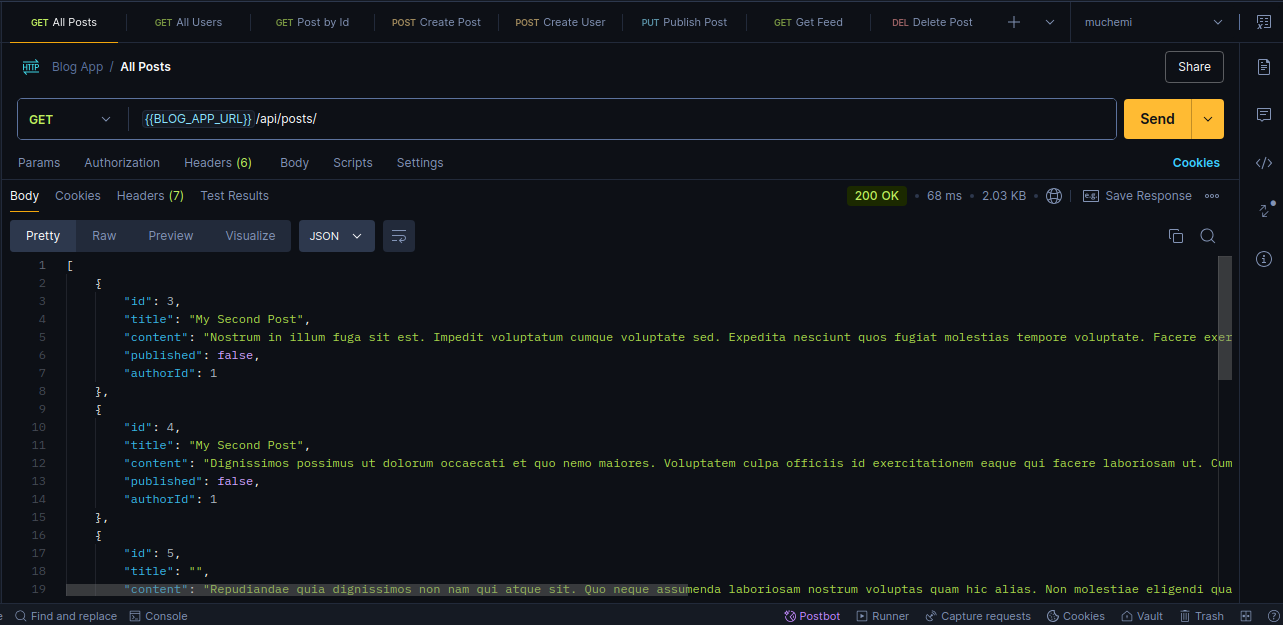 GET All Posts GET All Users GET Post by Id POST Create Post POST Create User PUT Publish Post GET Get Feed DEL Delete Post muchemi
HTTP Blog App / All Posts Share
GET {{BLOG_APP_URL}} /api/posts/ Send
Params Authorization Headers (6) Body Scripts Settings Cookies
Body Cookies Headers (7) Test Results 200 OK • 68 ms • 2.03 KB • e.g. Save Response
Pretty Raw Preview Visualize JSON
1 [
2 {
3 "id": 3,
4 "title": "My Second Post",
5 "content": "Nostrum in illum fuga sit est. Impedit voluptatum cumque voluptate sed. Expedita nesciunt quos fugiat molestias tempore voluptate. Facere exer
6 "published": false,
7 "authorId": 1
8 },
9 {
10 "id": 4,
11 "title": "My Second Post",
12 "content": "Dignissimos possimus ut dolorum occaecati et quo nemo maiores. Voluptatem culpa officiis id exercitationem eaque qui facere laboriosam ut. Cum
13 "published": false,
14 "authorId": 1
15 },
16 {
17 "id": 5,
18 "title": "",
19 "content": "Repudiandae quia dignissimos non nam qui atque sit. Quo neque assumenda laboriosam nostrum voluptas quam hic alias. Non molestiae eligendi qua
Find and replace Console Postbot Runner Capture requests Cookies Vault Trash